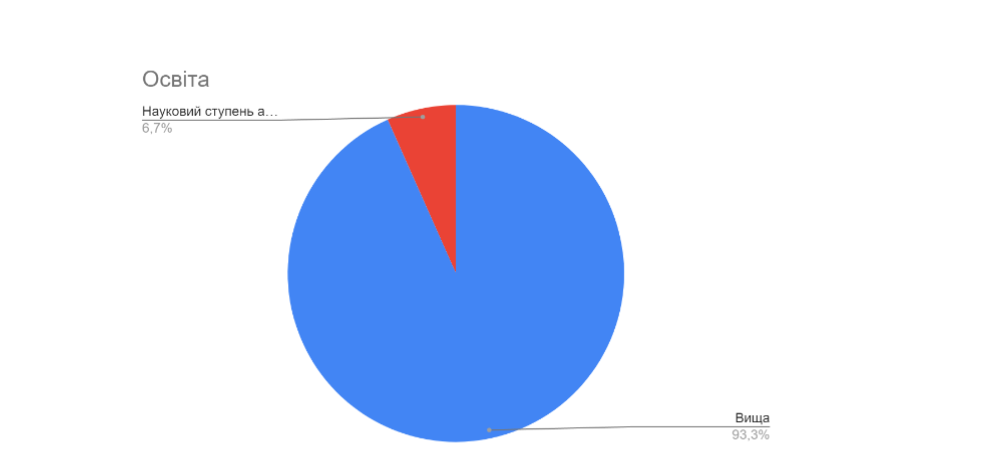 Освіта
Науковий ступень а…
6,7%
Вища
93,3%